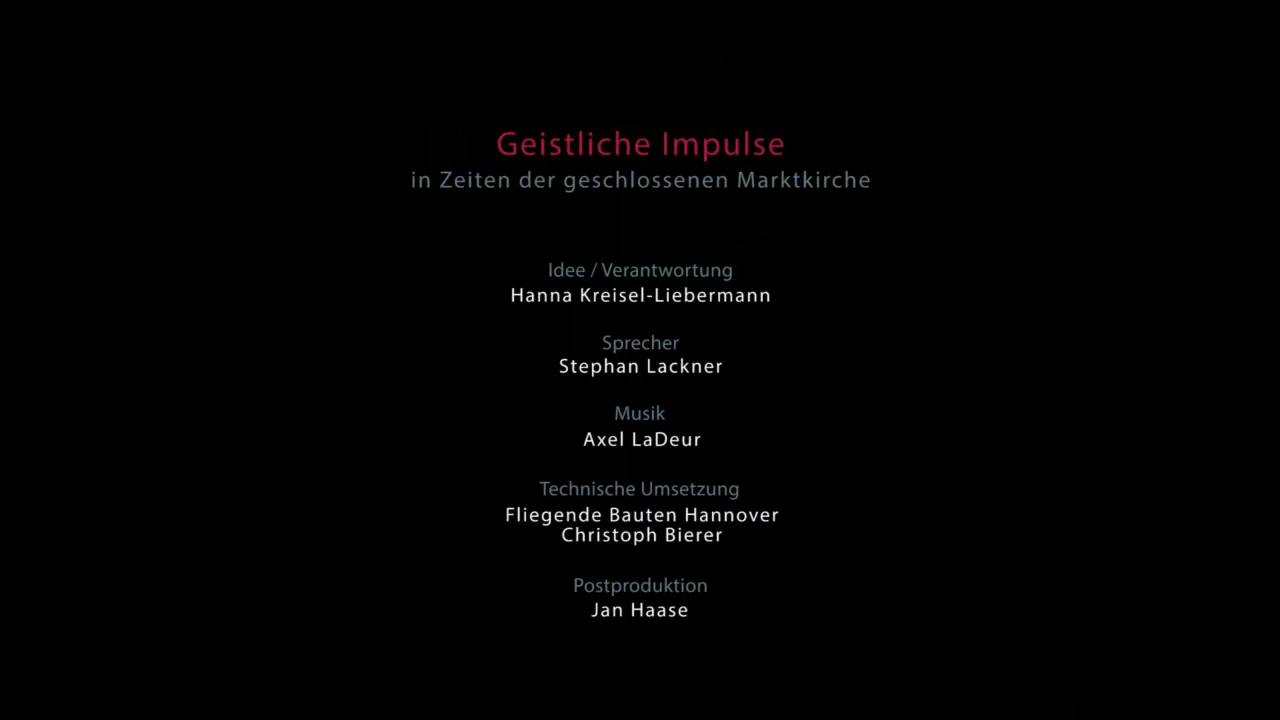 Geistliche Impulse
in Zeiten der geschlossenen Marktkirche
Idee / Verantwortung
Hanna Kreisel-Liebermann
Sprecher
Stephan Lackner
Musik
Axel LaDeur
Technische Umsetzung
Fliegende Bauten Hannover
Christoph Bierer
Postproduktion
Jan Haase